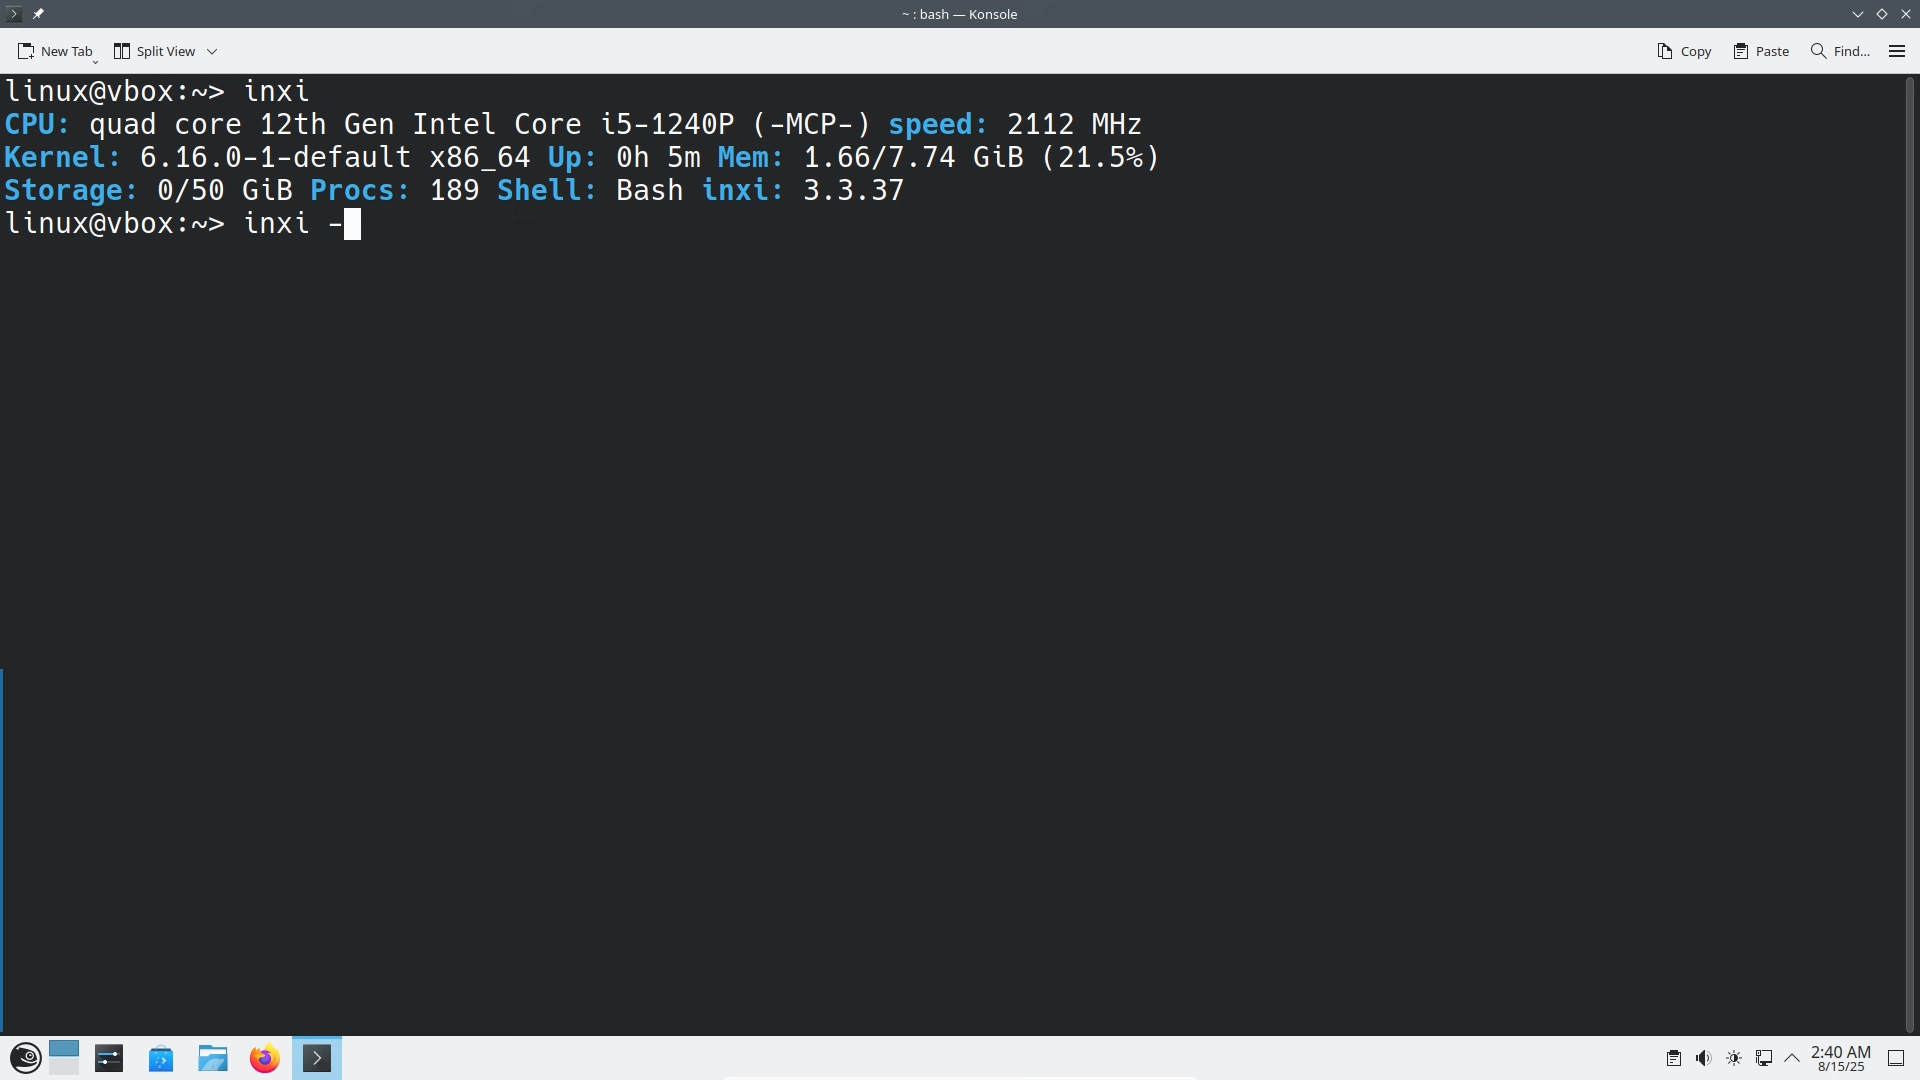 ~ : bash — Konsole
New Tab
Split View
Copy
Paste
Find...
linux@vbox:~> inxi
CPU: quad core 12th Gen Intel Core i5-1240P (-MCP-) speed: 2112 MHz
Kernel: 6.16.0-1-default x86_64 Up: 0h 5m Mem: 1.66/7.74 GiB (21.5%)
Storage: 0/50 GiB Procs: 189 Shell: Bash inxi: 3.3.37
linux@vbox:~> inxi -
2:40 AM
8/15/25